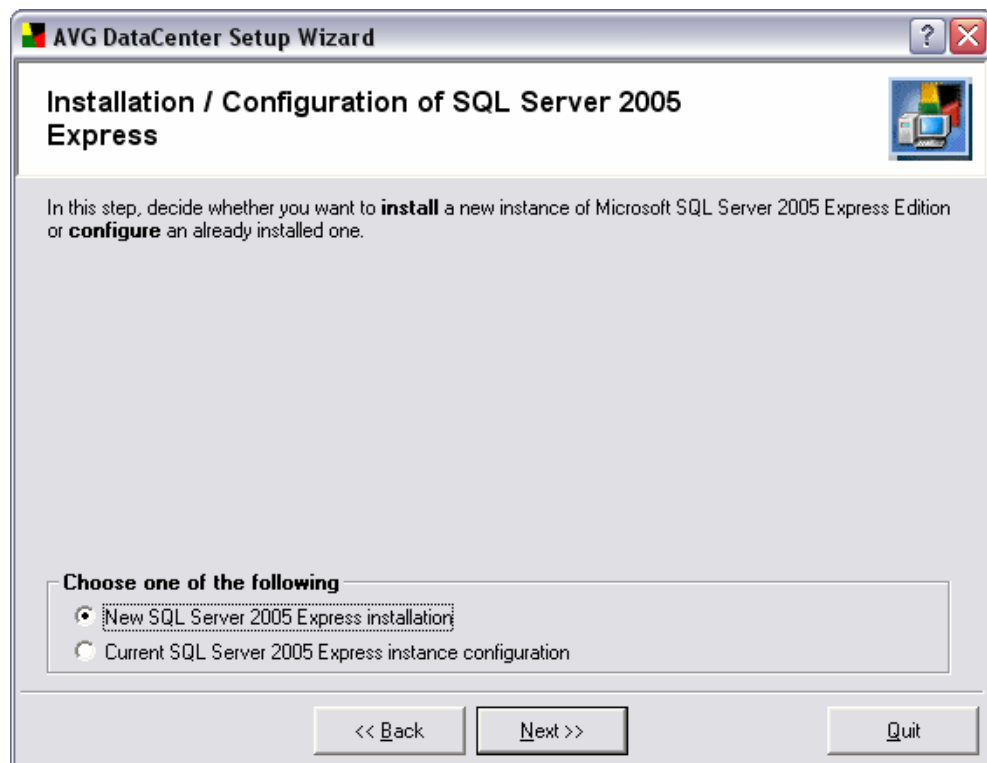 AVG DataCenter Setup Wizard
?
Installation / Configuration of SQL Server 2005
Express
In this step, decide whether you want to install a new instance of Microsoft SQL Server 2005 Express Edition
or configure an already installed one.
Choose one of the following
New SQL Server 2005 Express installation
Current SQL Server 2005 Express instance configuration
<< Back
Next >>
Quit